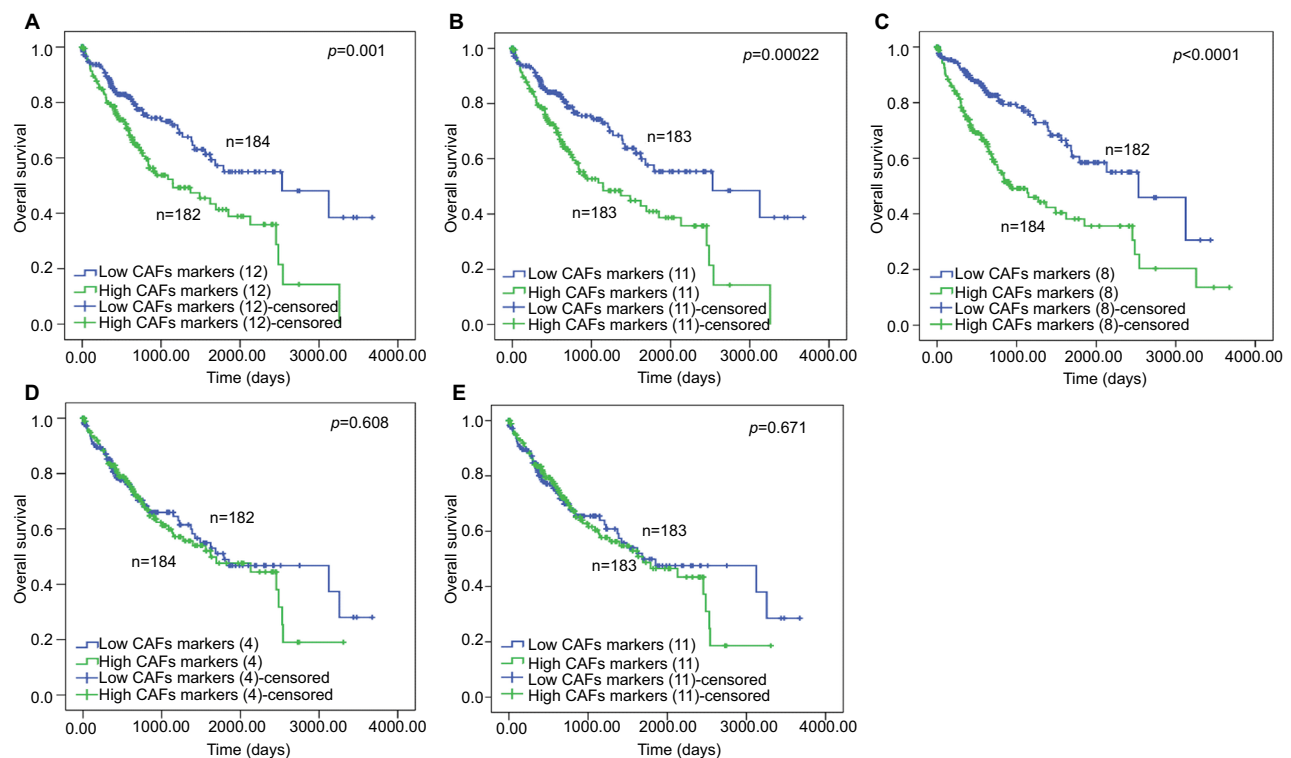 A
p=0.001
Overall survival
1.0
0.8
0.6
0.4
0.2
0.0
n=184
n=182
Low CAFs markers (12)
High CAFs markers (12)
Low CAFs markers (12)-censored
High CAFs markers (12)-censored
0.00 1000.00 2000.00 3000.00 4000.00
Time (days)
B
p=0.00022
Overall survival
1.0
0.8
0.6
0.4
0.2
0.0
n=183
n=183
Low CAFs markers (11)
High CAFs markers (11)
Low CAFs markers (11)-censored
High CAFs markers (11)-censored
0.00 1000.00 2000.00 3000.00 4000.00
Time (days)
C
p<0.0001
Overall survival
1.0
0.8
0.6
0.4
0.2
0.0
n=182
n=184
Low CAFs markers (8)
High CAFs markers (8)
Low CAFs markers (8)-censored
High CAFs markers (8)-censored
0.00 1000.00 2000.00 3000.00 4000.00
Time (days)
D
p=0.608
Overall survival
1.0
0.8
0.6
0.4
0.2
0.0
n=182
n=184
Low CAFs markers (4)
High CAFs markers (4)
Low CAFs markers (4)-censored
High CAFs markers (4)-censored
0.00 1000.00 2000.00 3000.00 4000.00
Time (days)
E
p=0.671
Overall survival
1.0
0.8
0.6
0.4
0.2
0.0
n=183
n=183
Low CAFs markers (11)
High CAFs markers (11)
Low CAFs markers (11)-censored
High CAFs markers (11)-censored
0.00 1000.00 2000.00 3000.00 4000.00
Time (days)